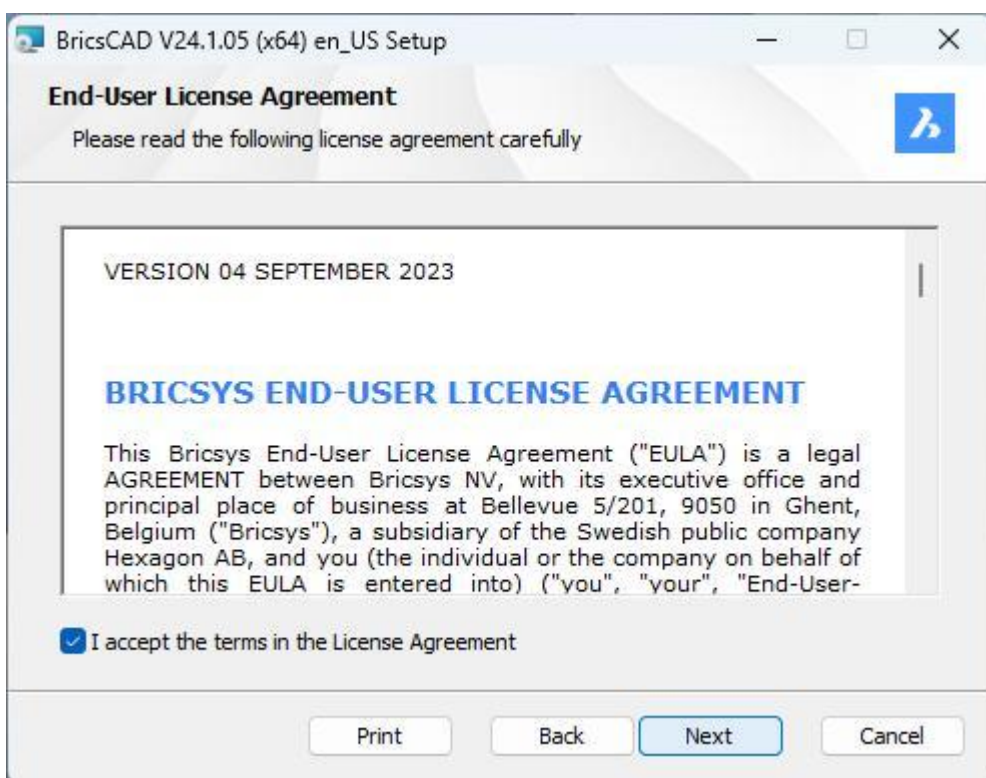 BricsCAD V24.1.05 (x64) en_US Setup
End-User License Agreement
Please read the following license agreement carefully
VERSION 04 SEPTEMBER 2023
BRICSYS END-USER LICENSE AGREEMENT
This Bricsys End-User License Agreement ("EULA") is a legal
AGREEMENT between Bricsys NV, with its executive office and
principal place of business at Bellevue 5/201, 9050 in Ghent,
Belgium ("Bricsys"), a subsidiary of the Swedish public company
Hexagon AB, and you (the individual or the company on behalf of
which this EULA is entered into) ("you", "your", "End-User-
I accept the terms in the License Agreement
Print Back Next Cancel